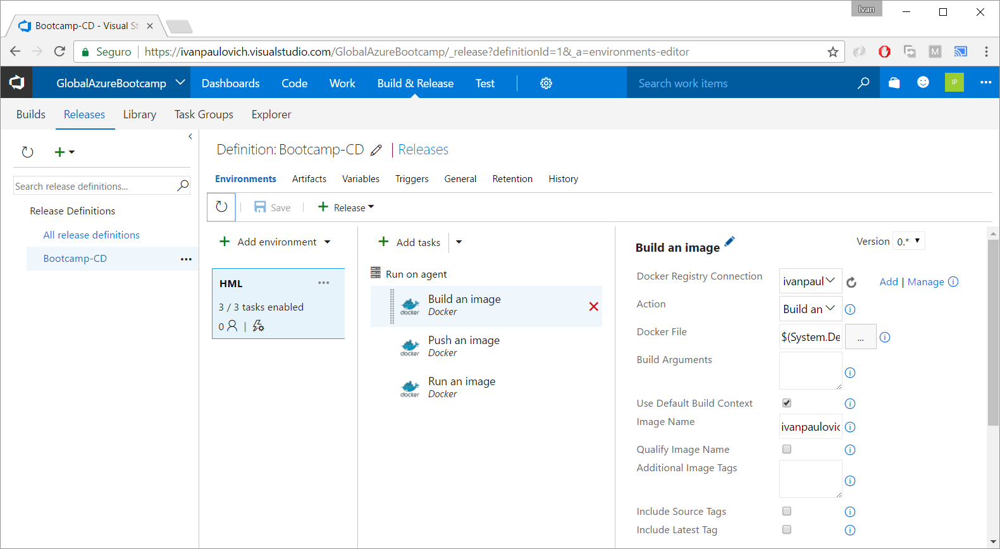 Ivan
Bootcamp-CD - Visual St
Seguro https://ivanpaulovich.visualstudio.com/GlobalAzureBootcamp/_release?definitionId=1&_a=environments-editor
M
GlobalAzureBootcamp Dashboards Code Work Build & Release Test Search work items IP
Builds Releases Library Task Groups Explorer
Definition: Bootcamp-CD | Releases
Environments Artifacts Variables Triggers General Retention History
Search release definitions...
Save Release
Release Definitions
All release definitions
Bootcamp-CD
Add environment
HML
3 / 3 tasks enabled
0
Add tasks
Run on agent
Build an image
Docker
docker
Push an image
Docker
docker
Run an image
Docker
docker
Build an image Version 0.*
Docker Registry Connection ivanpaul Add | Manage
Action Build an
Docker File $(System.De ...
Build Arguments
Use Default Build Context
Image Name ivanpaulovic
Qualify Image Name
Additional Image Tags
Include Source Tags
Include Latest Tag